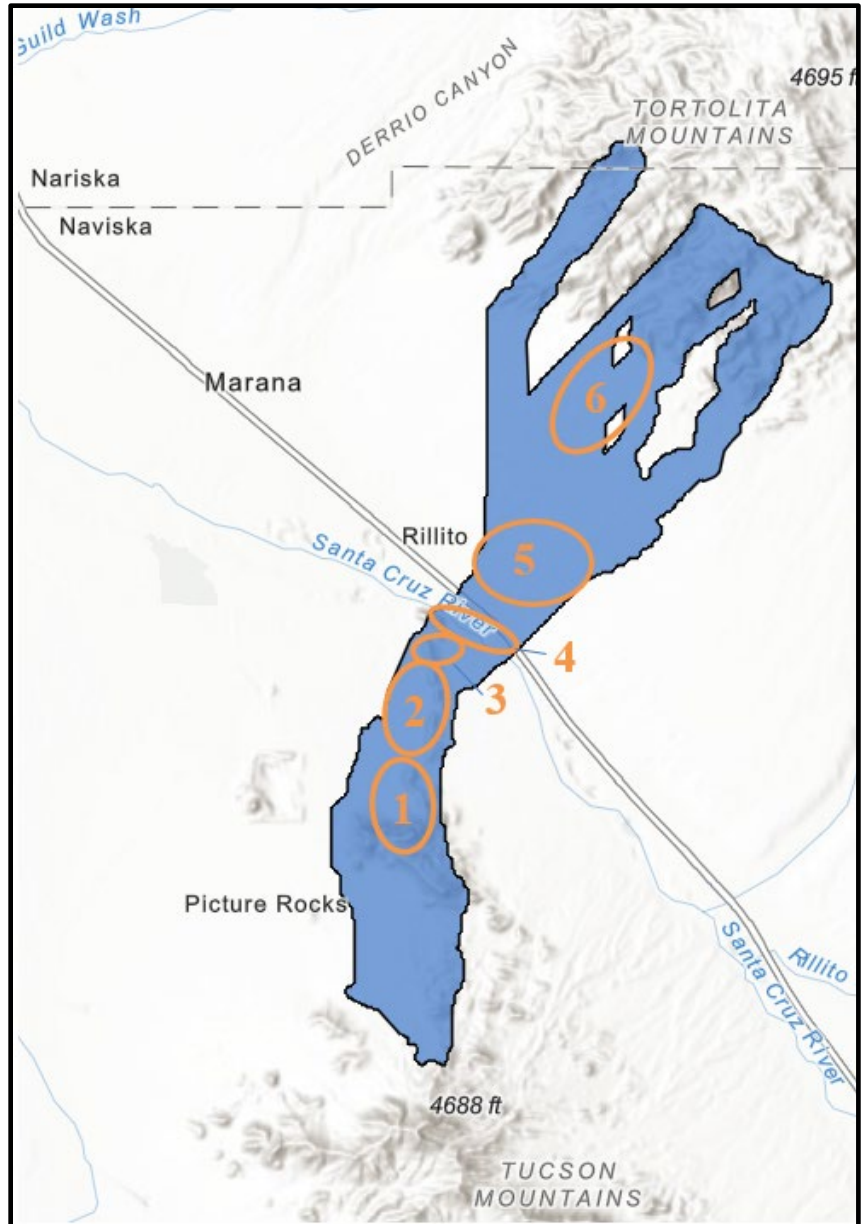 Guild Wash
DERRIO CANYON
4695 f
TORTOLITA
MOUNTAINS
Nariska
Naviska
Marana
6
Rillito
5
Santa Cruz River
4
3
2
1
Picture Rocks
Santa Cruz River
Rillito
4688 ft
TUCSON
MOUNTAINS